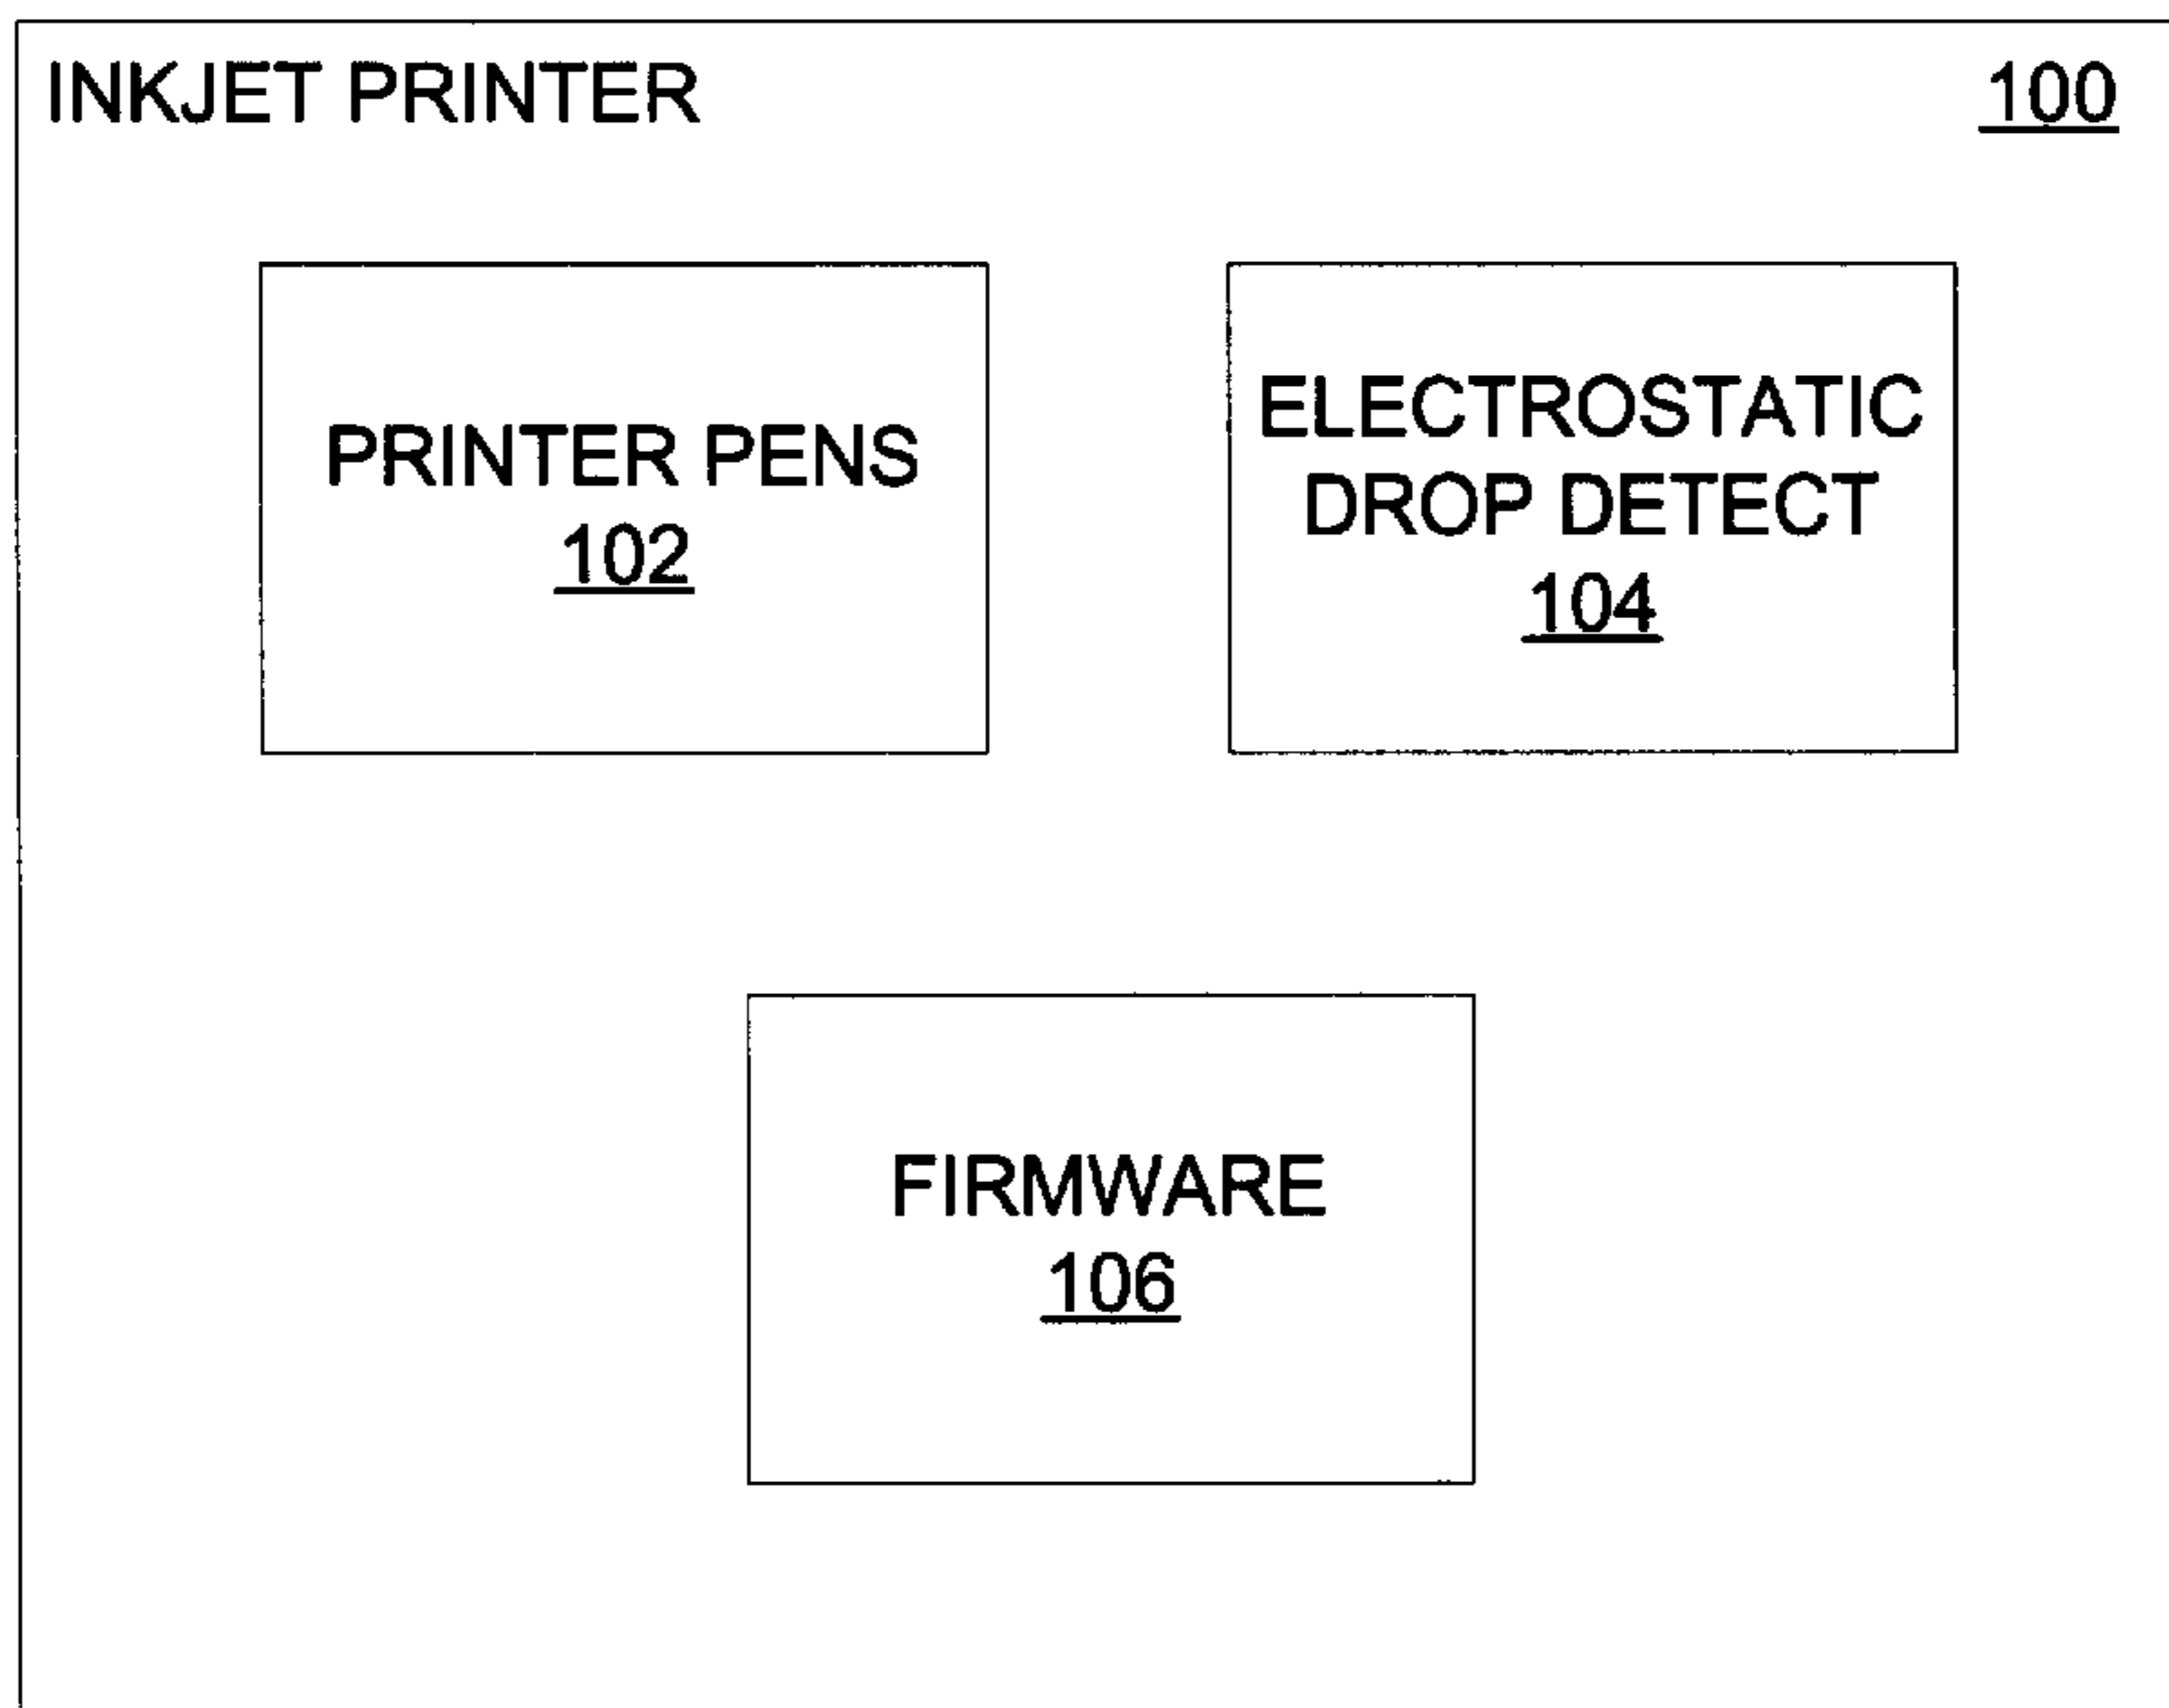 INKJET PRINTER 100
PRINTER PENS
102
ELECTROSTATIC
DROP DETECT
104
FIRMWARE
106